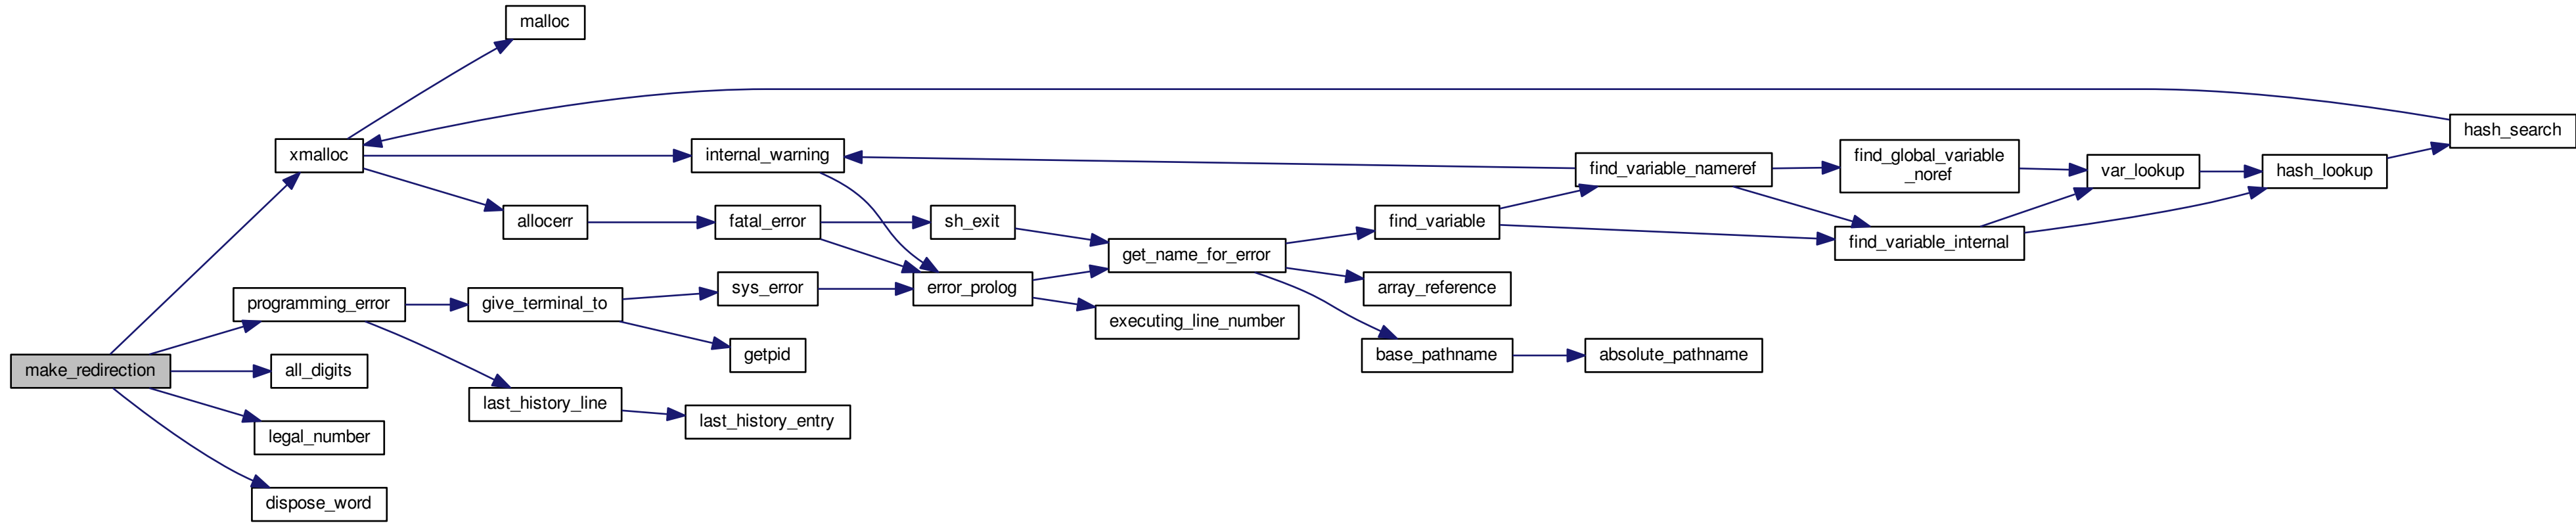 malloc
hash_search
xmalloc
internal_warning
find_variable_nameref
find_global_variable
_noref
var_lookup
hash_lookup
allocerr
fatal_error
sh_exit
find_variable
find_variable_internal
get_name_for_error
programming_error
give_terminal_to
sys_error
error_prolog
array_reference
executing_line_number
make_redirection
all_digits
getpid
base_pathname
absolute_pathname
last_history_line
last_history_entry
legal_number
dispose_word